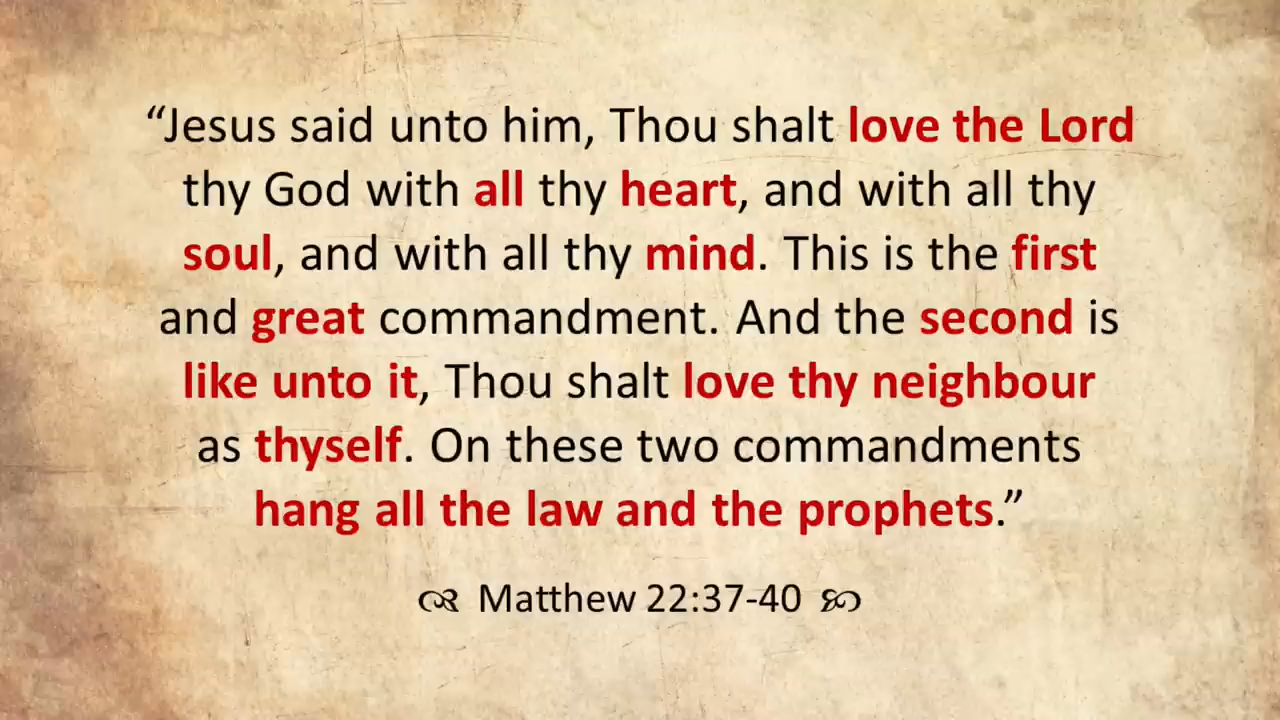 “Jesus said unto him, Thou shalt love the Lord
thy God with all thy heart, and with all thy
soul, and with all thy mind. This is the first
and great commandment. And the second is
like unto it, Thou shalt love thy neighbour
as thyself. On these two commandments
hang all the law and the prophets.”
Matthew 22:37-40